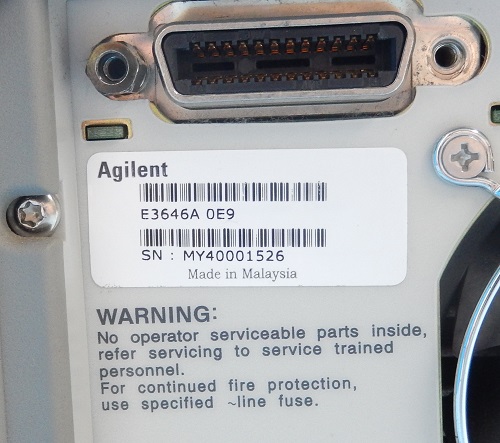 Agilent
E3646A 0E9
SN : MY40001526
Made in Malaysia
WARNING:
No operator serviceable parts inside,
refer servicing to service trained
personnel.
For continued fire protection,
use specified ~line fuse.